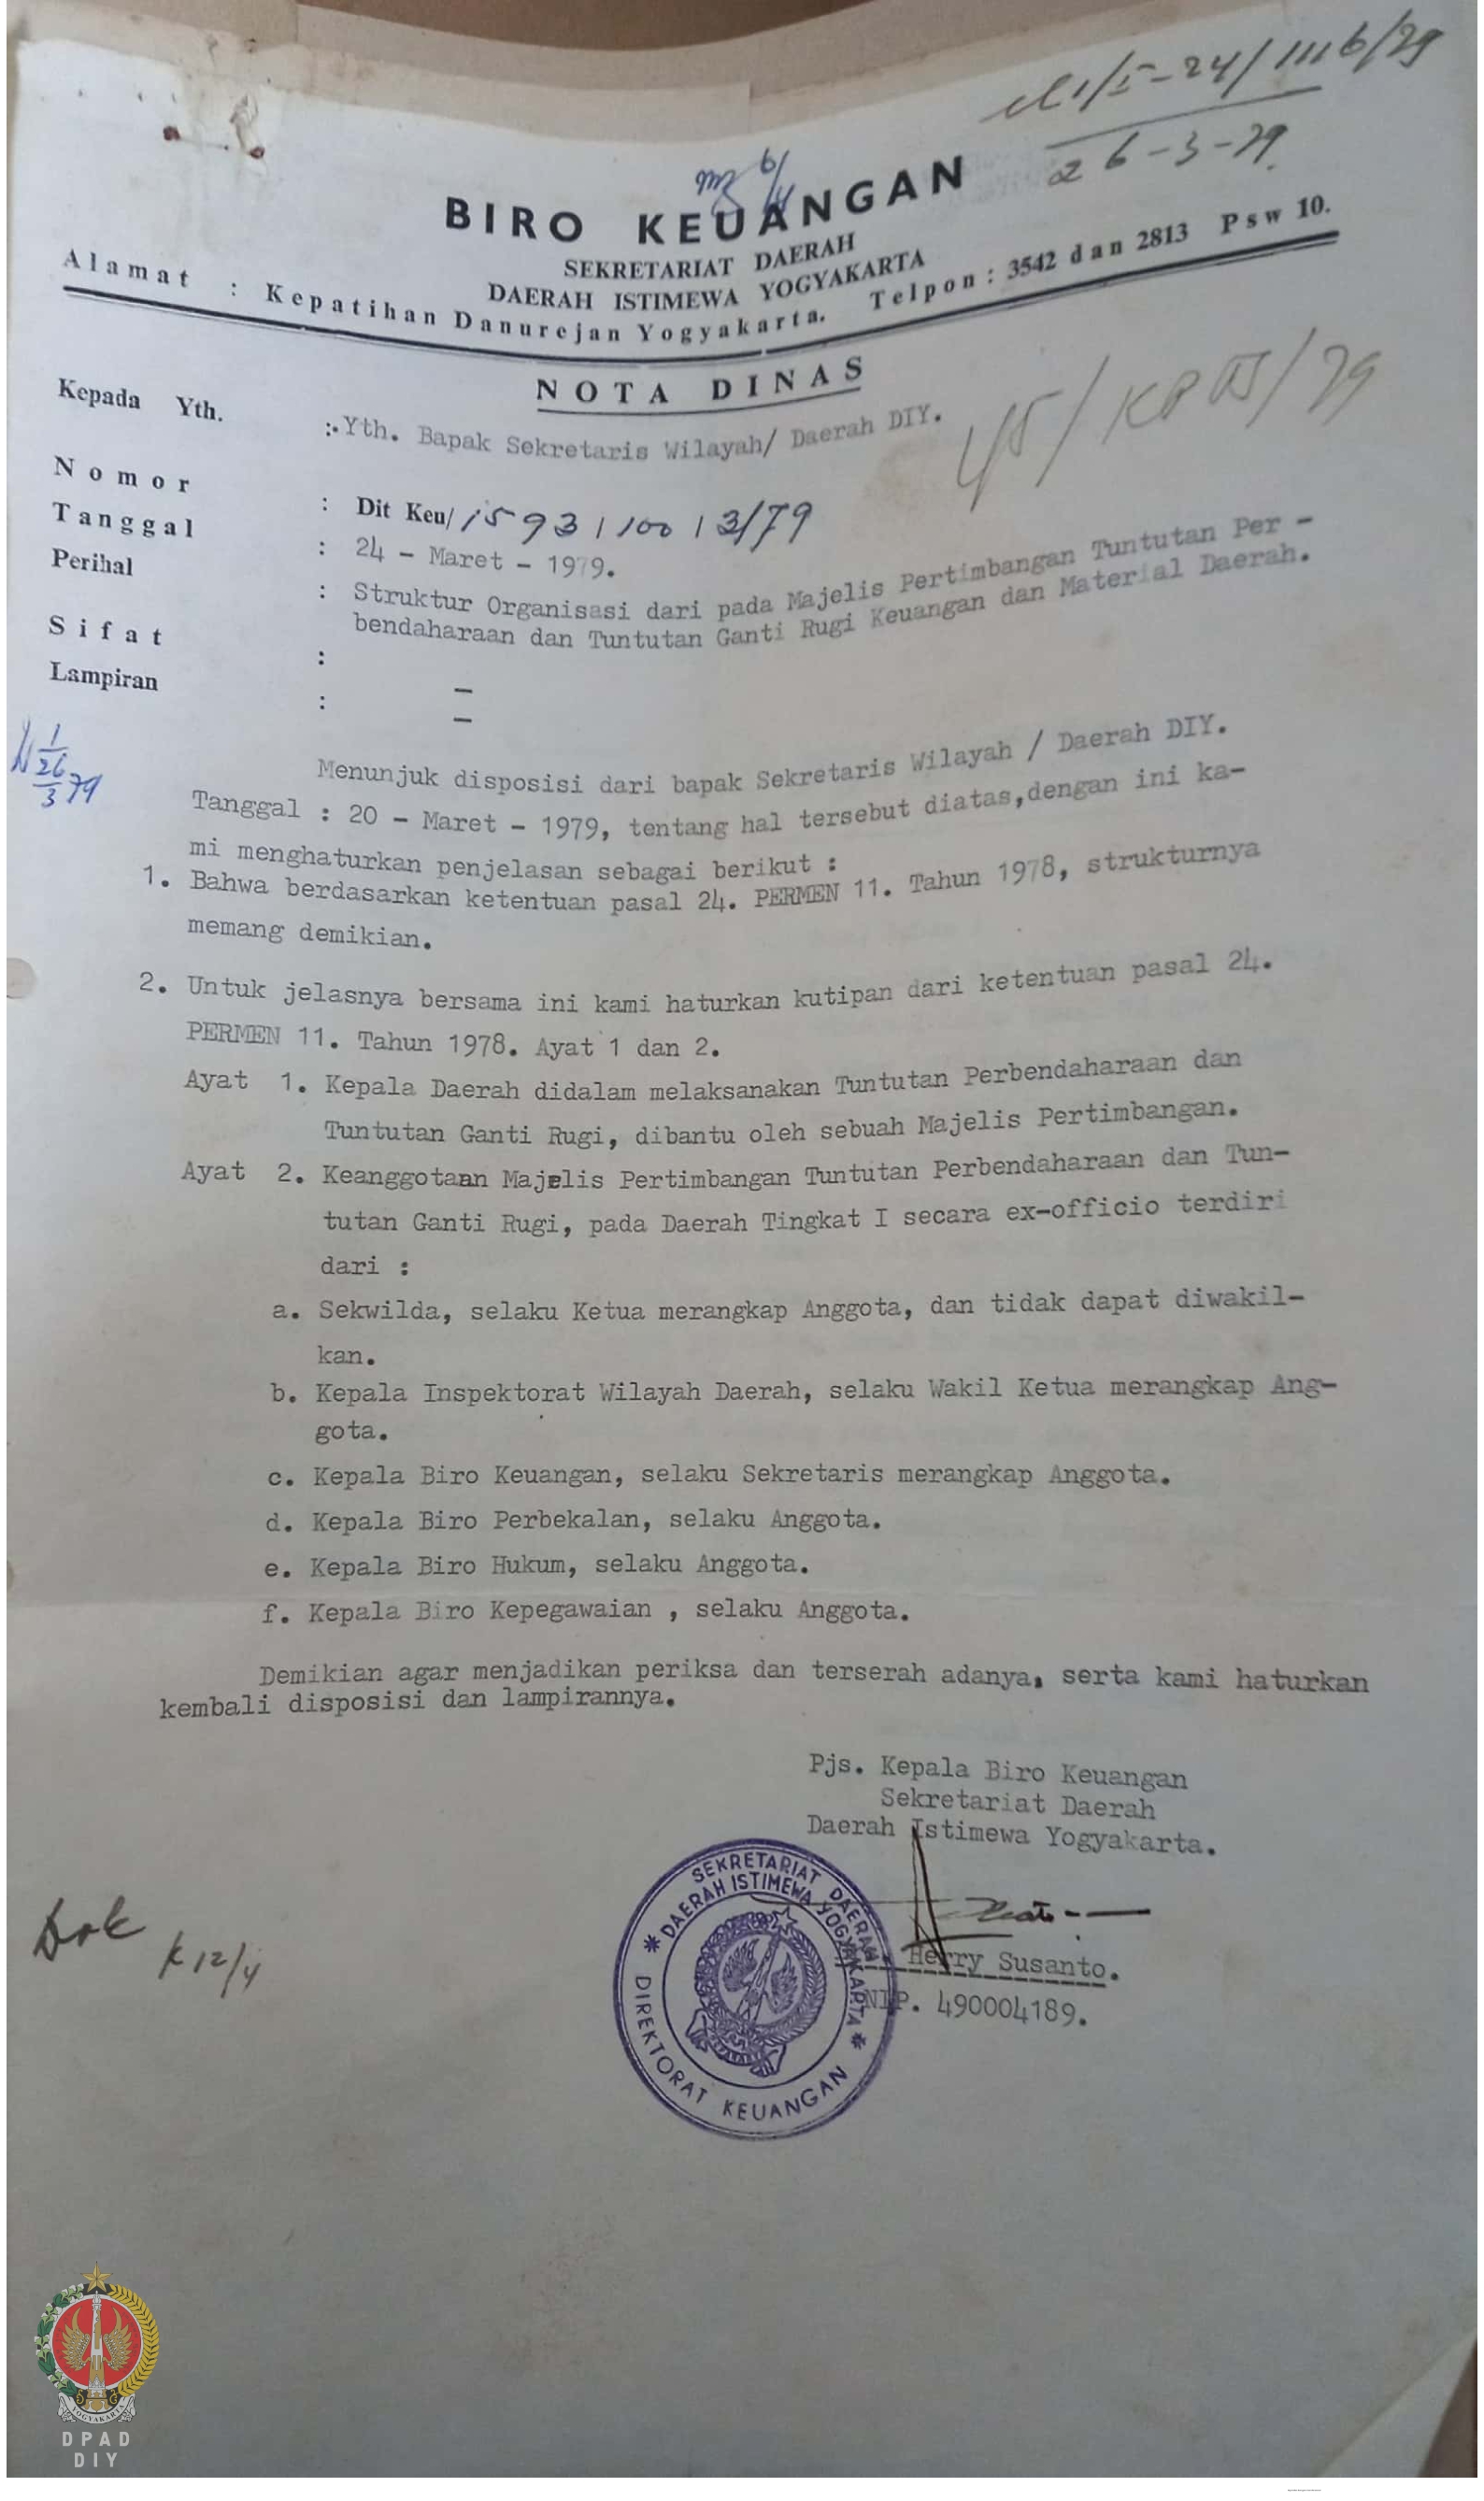 26-3-79
BIRO KEUANGAN
SEKRETARIAT DAERAH
DAERAH ISTIMEWA YOGYAKARTA
Alamat : Kepatihan Danurejan Yogyakarta. Telpon : 3542 dan 2813 Psw 10.
NOTA DINAS
45/KPTS/79
Kepada Yth. :.Yth. Bapak Sekretaris Wilayah/ Daerah DIY.
Nomor : Dit Keu/1593/100/3/79
Tanggal : 24 - Maret - 1979.
Perihal : Struktur Organisasi dari pada Majelis Pertimbangan Tuntutan Per -
bendaharaan dan Tuntutan Ganti Rugi Keuangan dan Material Daerah.
Sifat : -
Lampiran : -
1/26/3 79
Menunjuk disposisi dari bapak Sekretaris Wilayah / Daerah DIY.
Tanggal : 20 - Maret - 1979, tentang hal tersebut diatas,dengan ini ka-
mi menghaturkan penjelasan sebagai berikut :
1. Bahwa berdasarkan ketentuan pasal 24. PERMEN 11. Tahun 1978, strukturnya
memang demikian.
2. Untuk jelasnya bersama ini kami haturkan kutipan dari ketentuan pasal 24.
PERMEN 11. Tahun 1978. Ayat 1 dan 2.
Ayat 1. Kepala Daerah didalam melaksanakan Tuntutan Perbendaharaan dan
Tuntutan Ganti Rugi, dibantu oleh sebuah Majelis Pertimbangan.
Ayat 2. Keanggotaan Majelis Pertimbangan Tuntutan Perbendaharaan dan Tun-
tutan Ganti Rugi, pada Daerah Tingkat I secara ex-officio terdiri
dari :
a. Sekwilda, selaku Ketua merangkap Anggota, dan tidak dapat diwakil-
kan.
b. Kepala Inspektorat Wilayah Daerah, selaku Wakil Ketua merangkap Ang-
gota.
c. Kepala Biro Keuangan, selaku Sekretaris merangkap Anggota.
d. Kepala Biro Perbekalan, selaku Anggota.
e. Kepala Biro Hukum, selaku Anggota.
f. Kepala Biro Kepegawaian , selaku Anggota.
Demikian agar menjadikan periksa dan terserah adanya, serta kami haturkan
kembali disposisi dan lampirannya.
Pjs. Kepala Biro Keuangan
Sekretariat Daerah
Daerah Istimewa Yogyakarta.
SEKRETARIAT DAERAH
DAERAH ISTIMEWA YOGYAKARTA
DIREKTORAT KEUANGAN
Herry Susanto.
NIP. 490004189.
Dok
K12/4
YOGYAKARTA
DPAD
DIY